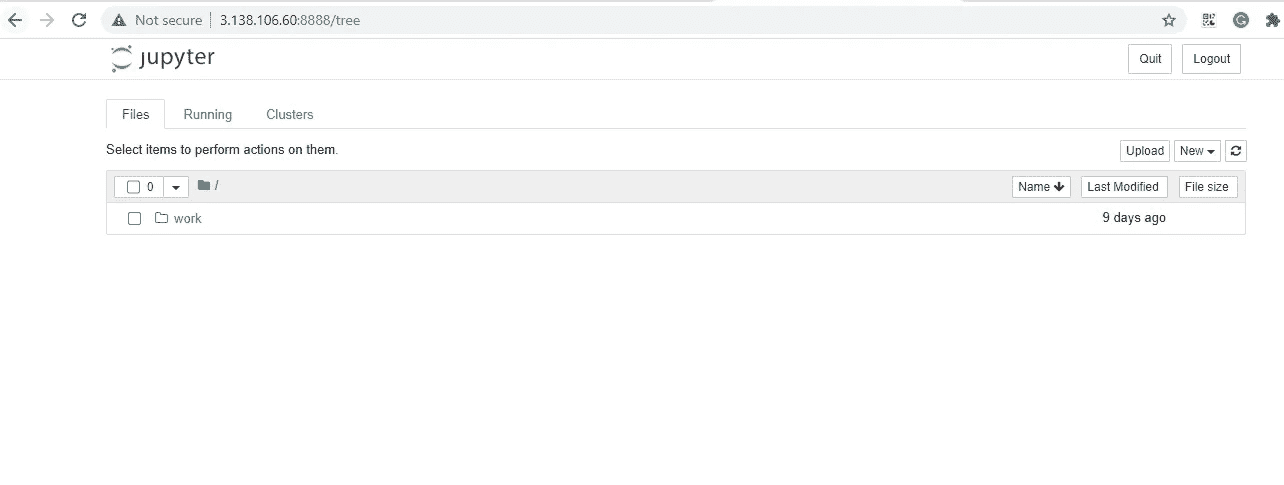 Not secure 3.138.106.60:8888/tree
jupyter Quit Logout
Files Running Clusters
Select items to perform actions on them. Upload New
0 / Name Last Modified File size
work 9 days ago